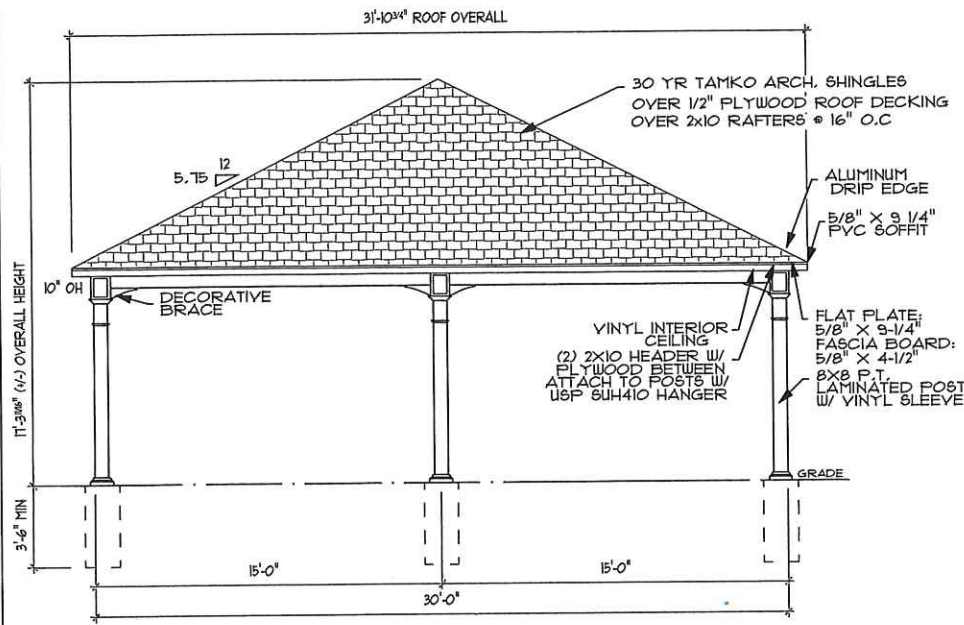 31'-10 3/4" ROOF OVERALL
30 YR TAMKO ARCH. SHINGLES
OVER 1/2" PLYWOOD ROOF DECKING
OVER 2x10 RAFTERS @ 16" O.C
12
5.75
ALUMINUM
DRIP EDGE
5/8" X 9 1/4"
PVC SOFFIT
10" OH
DECORATIVE
BRACE
VINYL INTERIOR
CEILING
(2) 2X10 HEADER W/
PLYWOOD BETWEEN
ATTACH TO POSTS W/
USP SUH410 HANGER
FLAT PLATE:
5/8" X 9-1/4"
FASCIA BOARD:
5/8" X 4-1/2"
8X8 P.T.
LAMINATED POST
W/ VINYL SLEEVE
(+/-) OVERALL HEIGHT
GRADE
3'-6" MIN
15'-0"
15'-0"
30'-0"